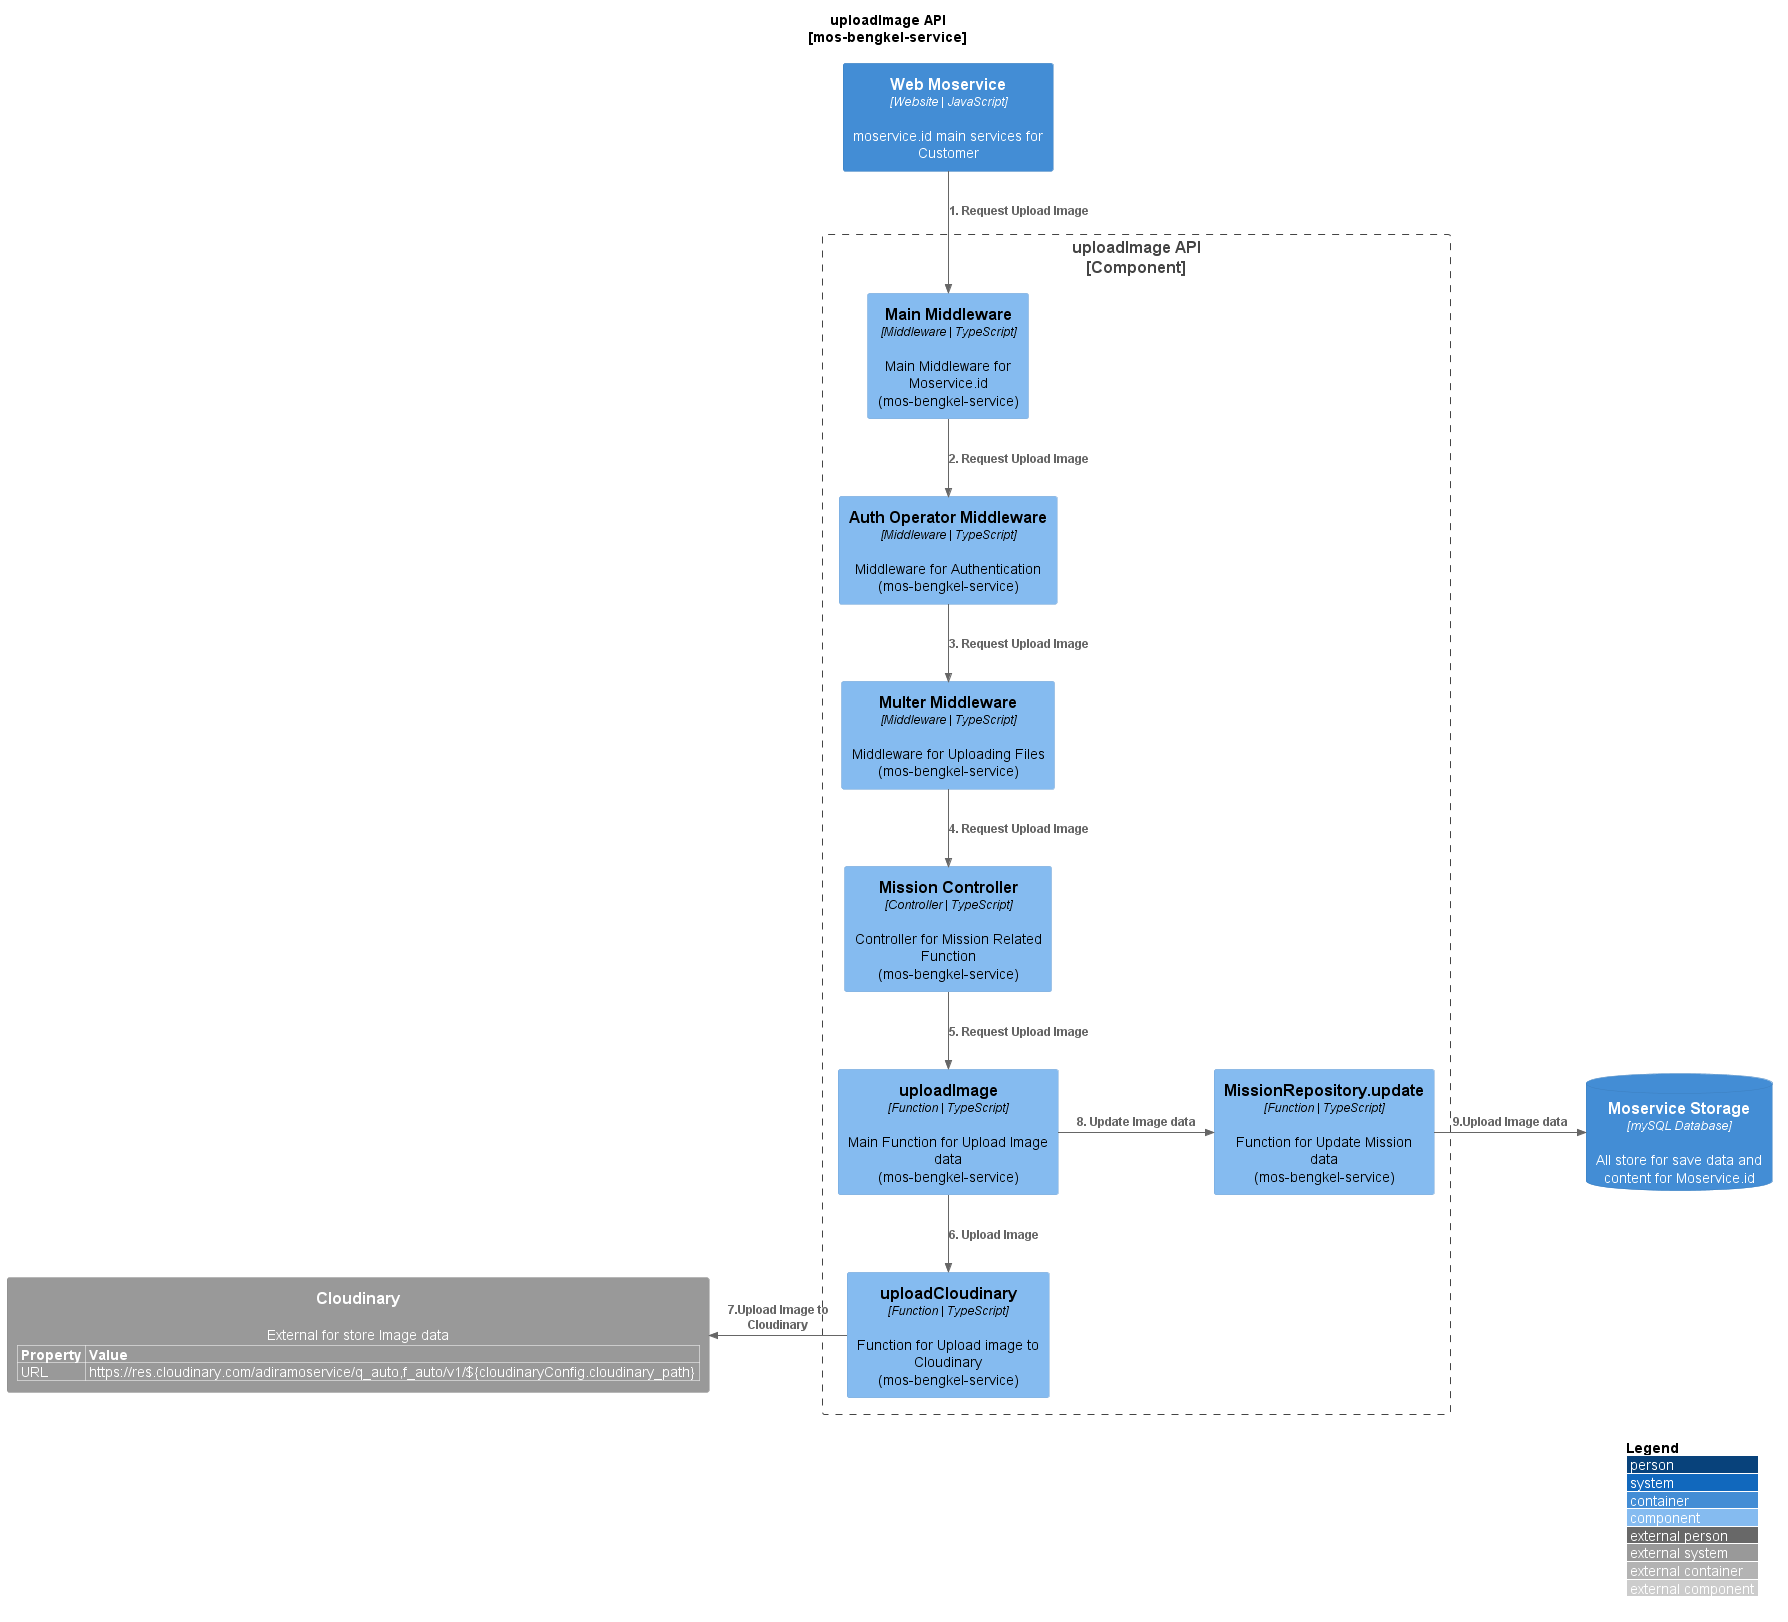 uploadImage API
[mos-bengkel-service]
Web Moservice
[Website | JavaScript]
moservice.id main services for
Customer
1. Request Upload Image
uploadImage API
[Component]
Main Middleware
[Middleware | TypeScript]
Main Middleware for
Moservice.id
(mos-bengkel-service)
2. Request Upload Image
Auth Operator Middleware
[Middleware | TypeScript]
Middleware for Authentication
(mos-bengkel-service)
3. Request Upload Image
Multer Middleware
[Middleware | TypeScript]
Middleware for Uploading Files
(mos-bengkel-service)
4. Request Upload Image
Mission Controller
[Controller | TypeScript]
Controller for Mission Related
Function
(mos-bengkel-service)
5. Request Upload Image
uploadImage
[Function | TypeScript]
Main Function for Upload Image
data
(mos-bengkel-service)
8. Update Image data
MissionRepository.update
[Function | TypeScript]
Function for Update Mission
data
(mos-bengkel-service)
9.Upload Image data
Moservice Storage
[mySQL Database]
All store for save data and
content for Moservice.id
6. Upload Image
uploadCloudinary
[Function | TypeScript]
Function for Upload image to
Cloudinary
(mos-bengkel-service)
7.Upload Image to
Cloudinary
Cloudinary
External for store Image data
Property Value
URL https://res.cloudinary.com/adiramoservice/q_auto,f_auto/v1/${cloudinaryConfig.cloudinary_path}
Legend
person
system
container
component
external person
external system
external container
external component